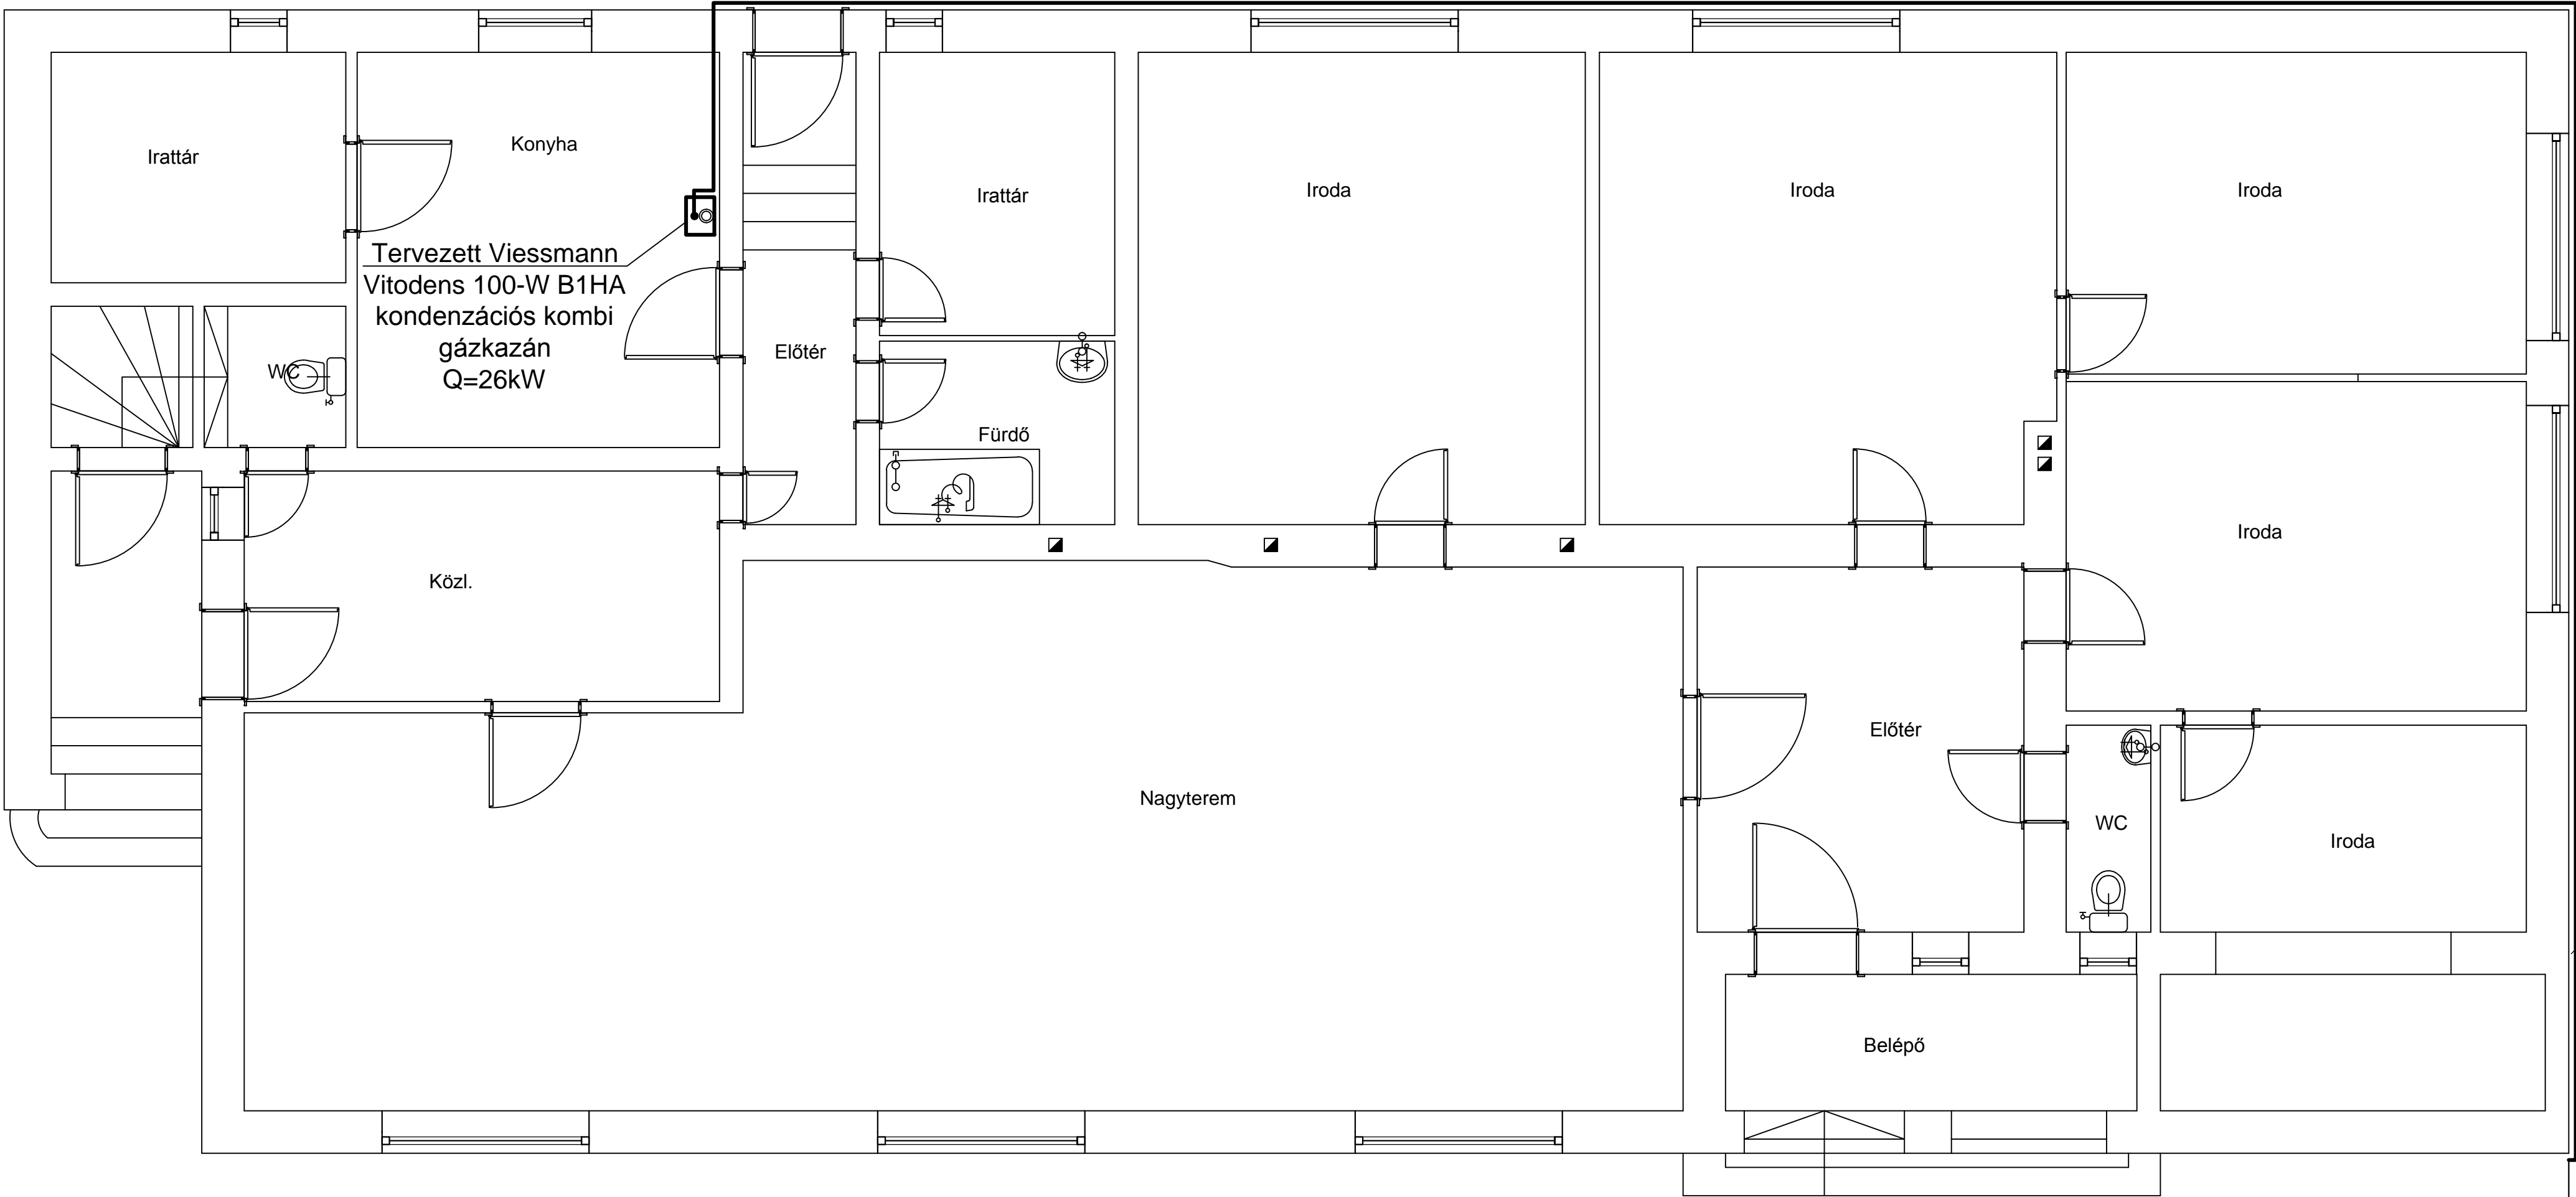 Konyha
Irattár
Irattár
Iroda
Iroda
Iroda
Tervezett Viessmann
Vitodens 100-W B1HA
kondenzációs kombi
gázkazán
Q=26kW
Előtér
WC
Fürdő
Iroda
Közl.
Előtér
Nagyterem
WC
Iroda
Belépő